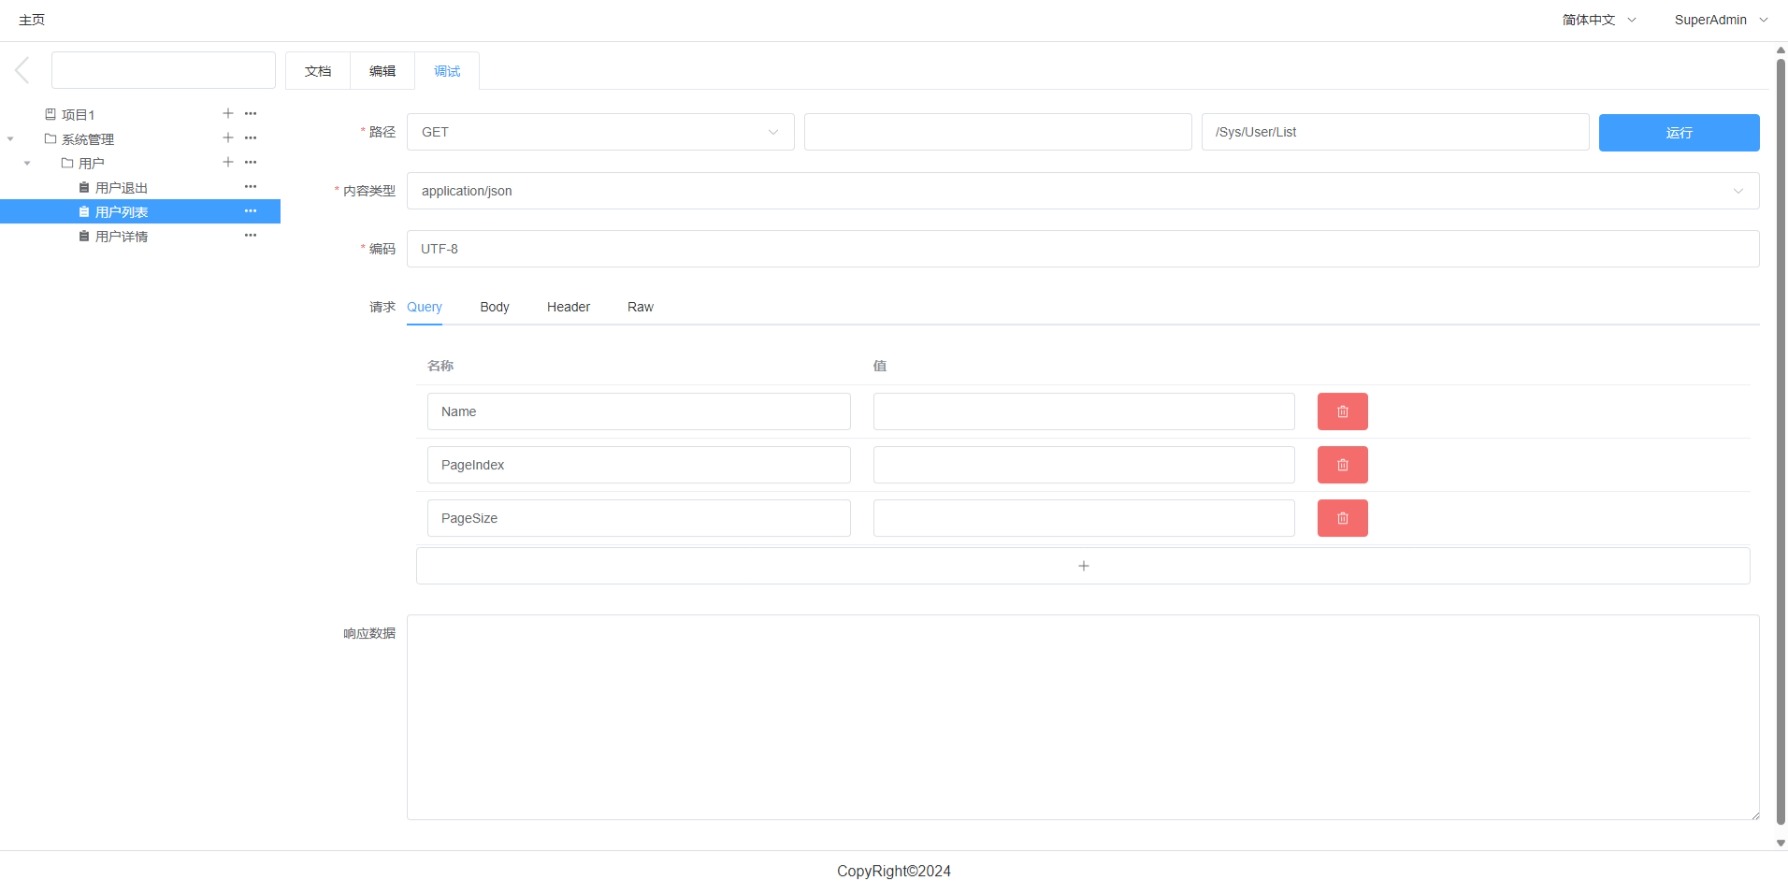 主页
简体中文
SuperAdmin
文档
编辑
调试
项目1
系统管理
用户
用户退出
用户列表
用户详情
* 路径
GET
/Sys/User/List
运行
* 内容类型
application/json
* 编码
UTF-8
请求
Query
Body
Header
Raw
名称
值
Name
PageIndex
PageSize
响应数据
CopyRight©2024